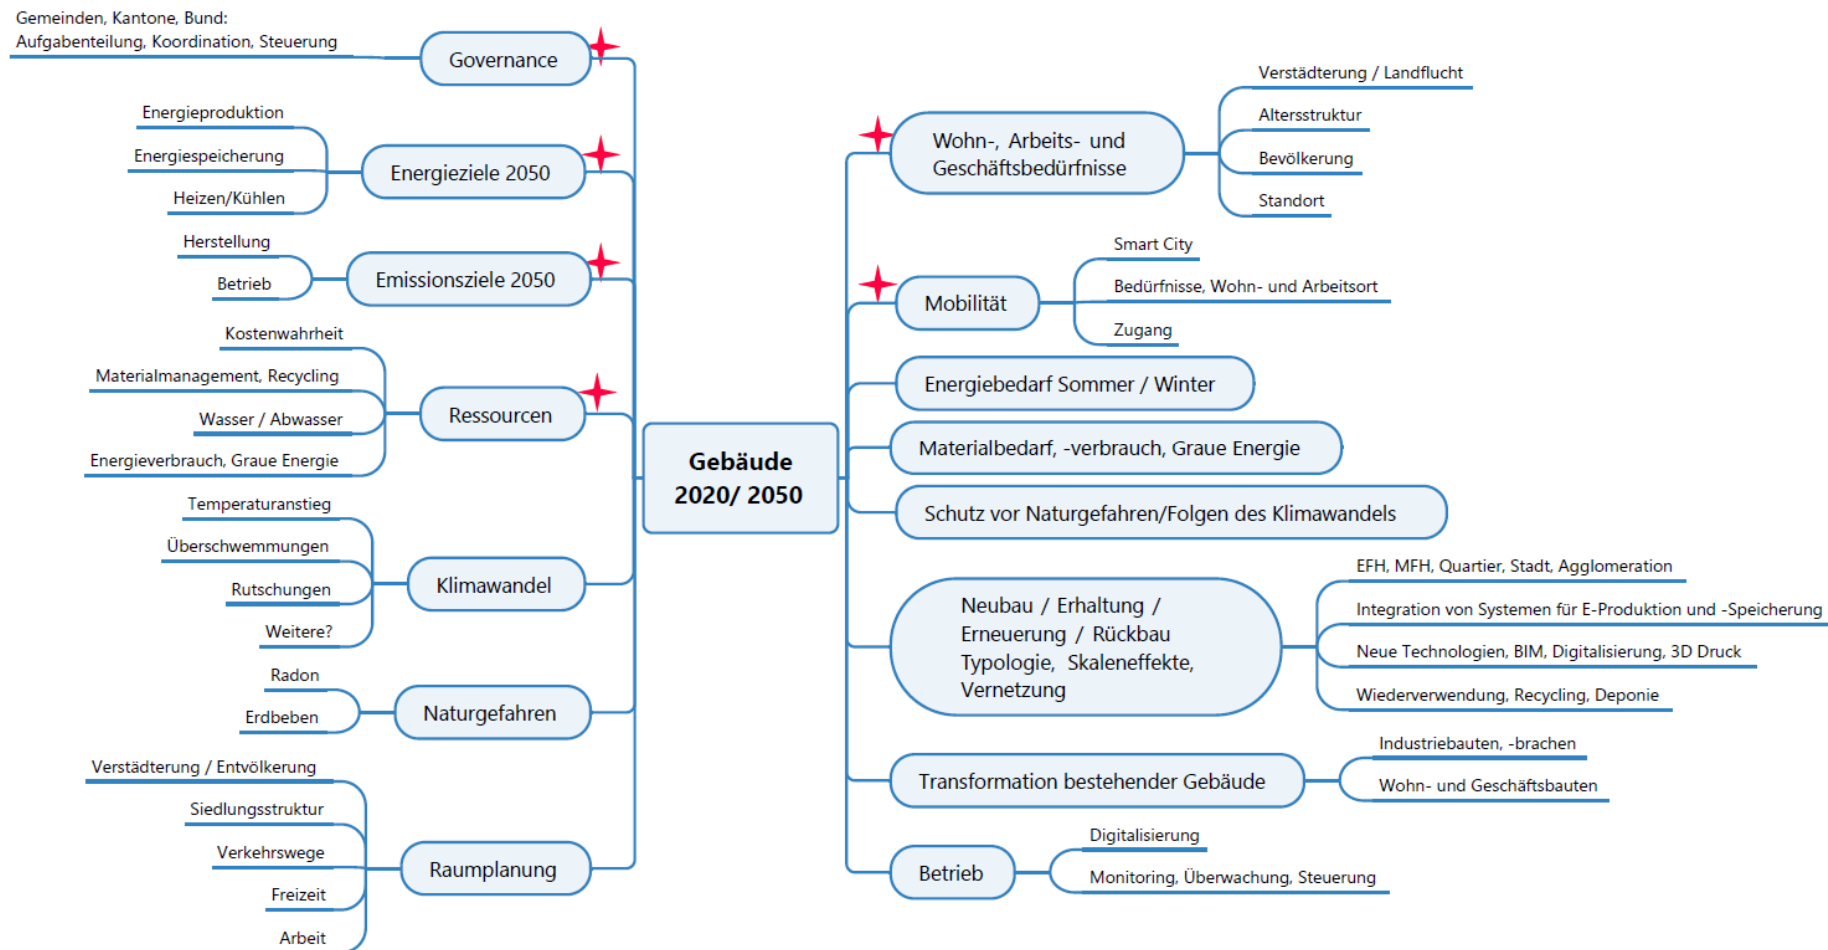 Gemeinden, Kantone, Bund:
Aufgabenteilung, Koordination, Steuerung
Governance
Energieproduktion
Energiespeicherung
Heizen/Kühlen
Energieziele 2050
Herstellung
Betrieb
Emissionsziele 2050
Kostenwahrheit
Materialmanagement, Recycling
Wasser / Abwasser
Energieverbrauch, Graue Energie
Ressourcen
Temperaturanstieg
Überschwemmungen
Rutschungen
Weitere?
Klimawandel
Radon
Erdbeben
Naturgefahren
Verstädterung / Entvölkerung
Siedlungsstruktur
Verkehrswege
Freizeit
Arbeit
Raumplanung
Gebäude
2020/ 2050
Wohn-, Arbeits- und
Geschäftsbedürfnisse
Verstädterung / Landflucht
Altersstruktur
Bevölkerung
Standort
Mobilität
Smart City
Bedürfnisse, Wohn- und Arbeitsort
Zugang
Energiebedarf Sommer / Winter
Materialbedarf, -verbrauch, Graue Energie
Schutz vor Naturgefahren/Folgen des Klimawandels
Neubau / Erhaltung /
Erneuerung / Rückbau
Typologie, Skaleneffekte,
Vernetzung
EFH, MFH, Quartier, Stadt, Agglomeration
Integration von Systemen für E-Produktion und -Speicherung
Neue Technologien, BIM, Digitalisierung, 3D Druck
Wiederverwendung, Recycling, Deponie
Transformation bestehender Gebäude
Industriebauten, -brachen
Wohn- und Geschäftsbauten
Betrieb
Digitalisierung
Monitoring, Überwachung, Steuerung